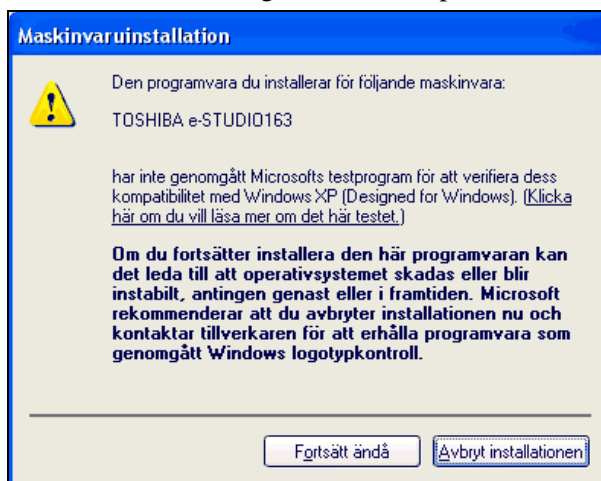 Maskinvaruinstallation
Den programvara du installerar för följande maskinvara:
TOSHIBA e-STUDIO163
har inte genomgått Microsofts testprogram för att verifiera dess
kompatibilitet med Windows XP (Designed for Windows). (Klicka
här om du vill läsa mer om det här testet.)
Om du fortsätter installera den här programvaran kan
det leda till att operativsystemet skadas eller blir
instabilt, antingen genast eller i framtiden. Microsoft
rekommenderar att du avbryter installationen nu och
kontaktar tillverkaren för att erhålla programvara som
genomgått Windows logotypkontroll.
Fortsätt ändå
Avbryt installationen